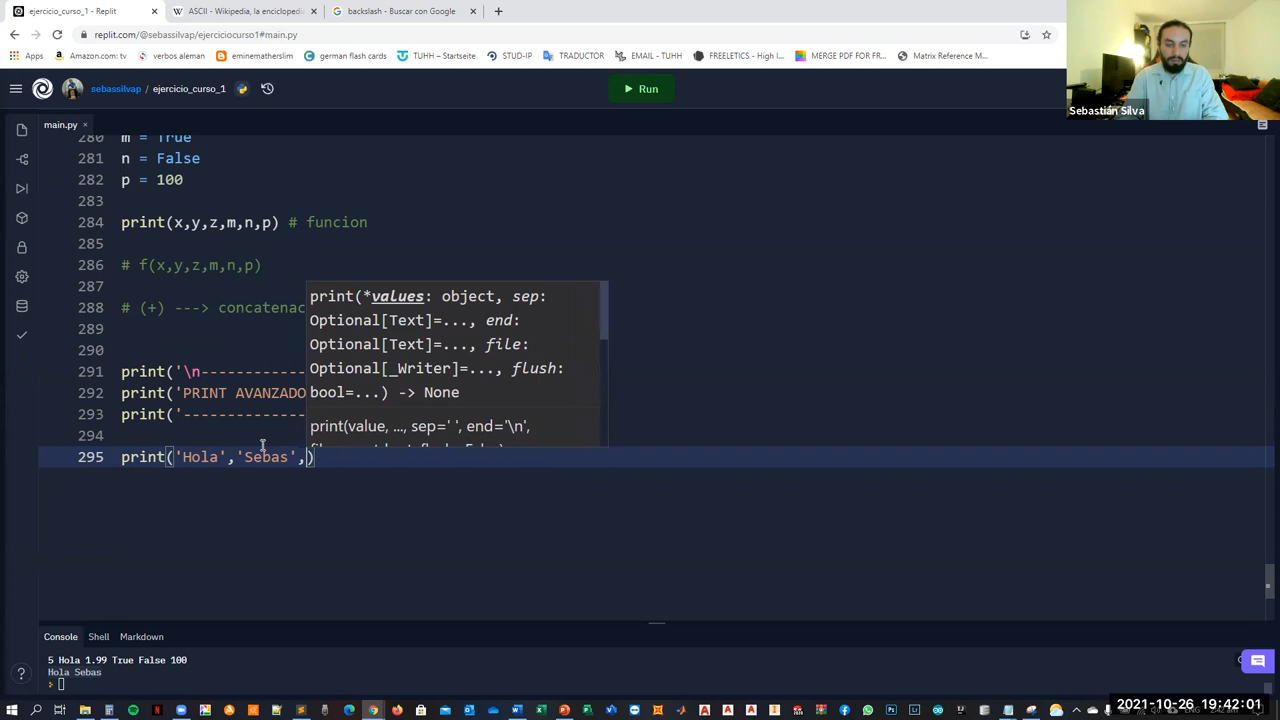 ejercicio_curso_1 - Replit
ASCII - Wikipedia, la enciclopedi
backslash - Buscar con Google
replit.com/@sebassilvap/ejerciciocurso1#main.py
Apps
Amazon.com: tv
verbos aleman
eminematherslim
german flash cards
TUHH – Startseite
STUD-IP
TRADUCTOR
EMAIL - TUHH
FREELETICS - High I...
MERGE PDF FOR F...
Matrix Reference M...
Sebastián Silva
sebassilvap / ejercicio_curso_1
Run
main.py
280 m = True
281 n = False
282 p = 100
283
284 print(x,y,z,m,n,p) # funcion
285
286 # f(x,y,z,m,n,p)
287
288 # (+) ---> concatenac
289
290
291 print('\n------------
292 print('PRINT AVANZADO
293 print('--------------
294
295 print('Hola','Sebas',)
print(*values: object, sep:
Optional[Text]=..., end:
Optional[Text]=..., file:
Optional[_Writer]=..., flush:
bool=...) -> None
print(value, ..., sep=' ', end='\n',
Console
Shell
Markdown
5 Hola 1.99 True False 100
Hola Sebas
2021-10-26 19:42:01